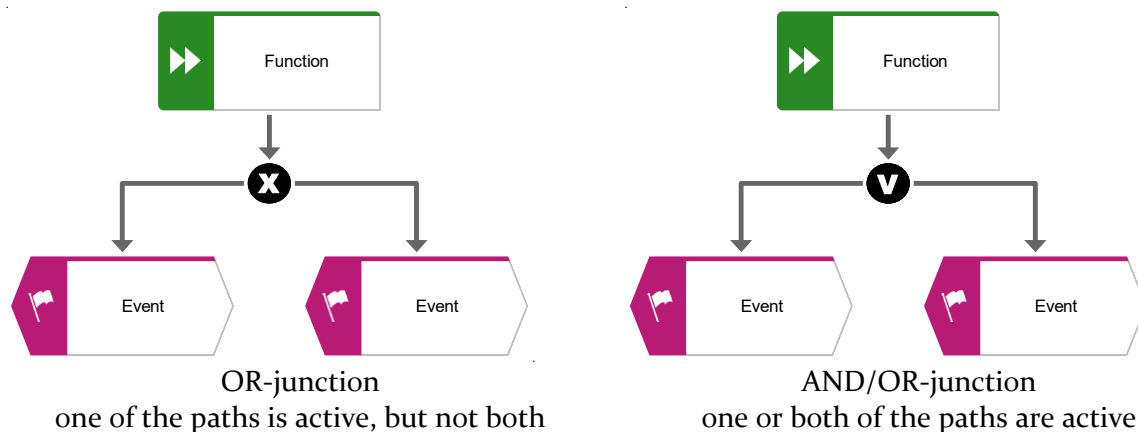 Function
X
Event
Event
OR-junction
one of the paths is active, but not both
Function
V
Event
Event
AND/OR-junction
one or both of the paths are active